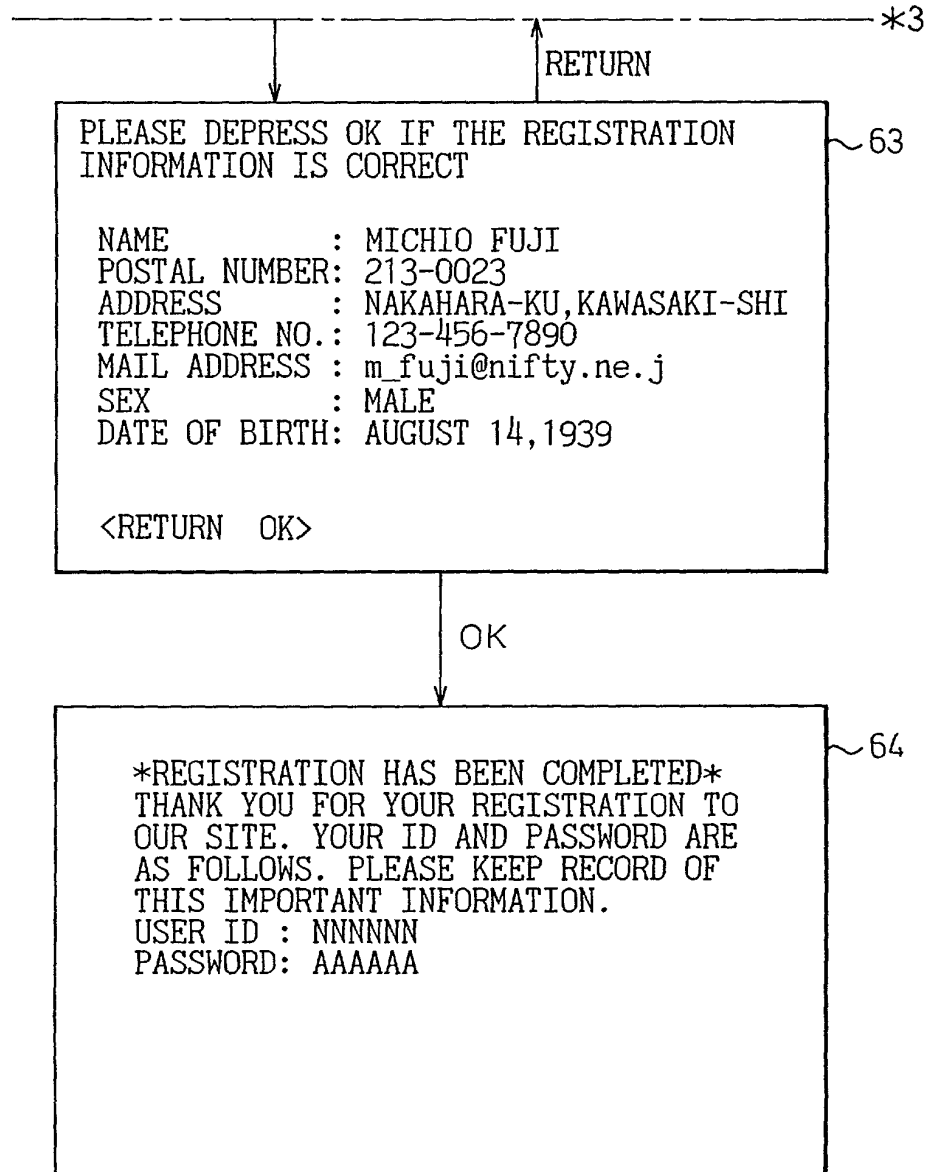 *3
RETURN
PLEASE DEPRESS OK IF THE REGISTRATION
INFORMATION IS CORRECT
63
NAME : MICHIO FUJI
POSTAL NUMBER: 213-0023
ADDRESS : NAKAHARA-KU,KAWASAKI-SHI
TELEPHONE NO.: 123-456-7890
MAIL ADDRESS : m_fuji@nifty.ne.j
SEX : MALE
DATE OF BIRTH: AUGUST 14,1939
<RETURN OK>
OK
64
*REGISTRATION HAS BEEN COMPLETED*
THANK YOU FOR YOUR REGISTRATION TO
OUR SITE. YOUR ID AND PASSWORD ARE
AS FOLLOWS. PLEASE KEEP RECORD OF
THIS IMPORTANT INFORMATION.
USER ID : NNNNNN
PASSWORD: AAAAAA